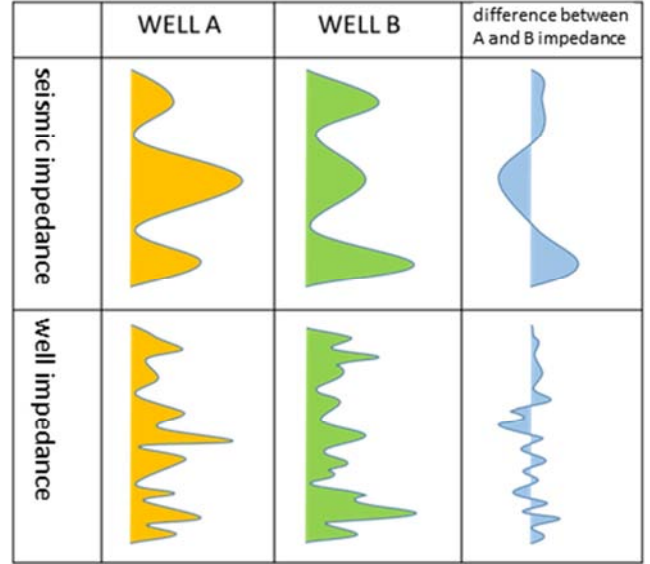 WELL A
WELL B
difference between
A and B impedance
seismic impedance
well impedance